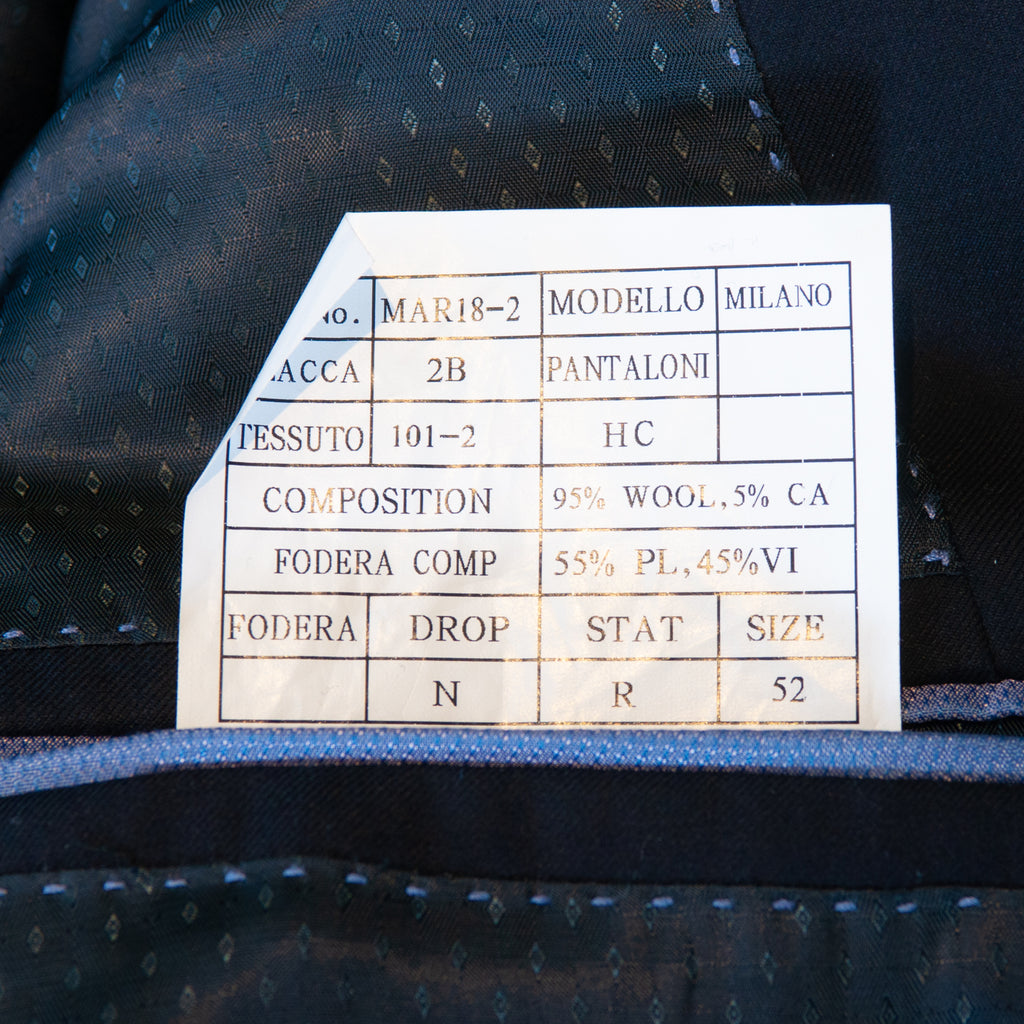 No. MAR18-2 MODELLO MILANO
ACCA 2B PANTALONI
TESSUTO 101-2 HC
COMPOSITION 95% WOOL,5% CA
FODERA COMP 55% PL,45%VI
FODERA DROP STAT SIZE
N R 52